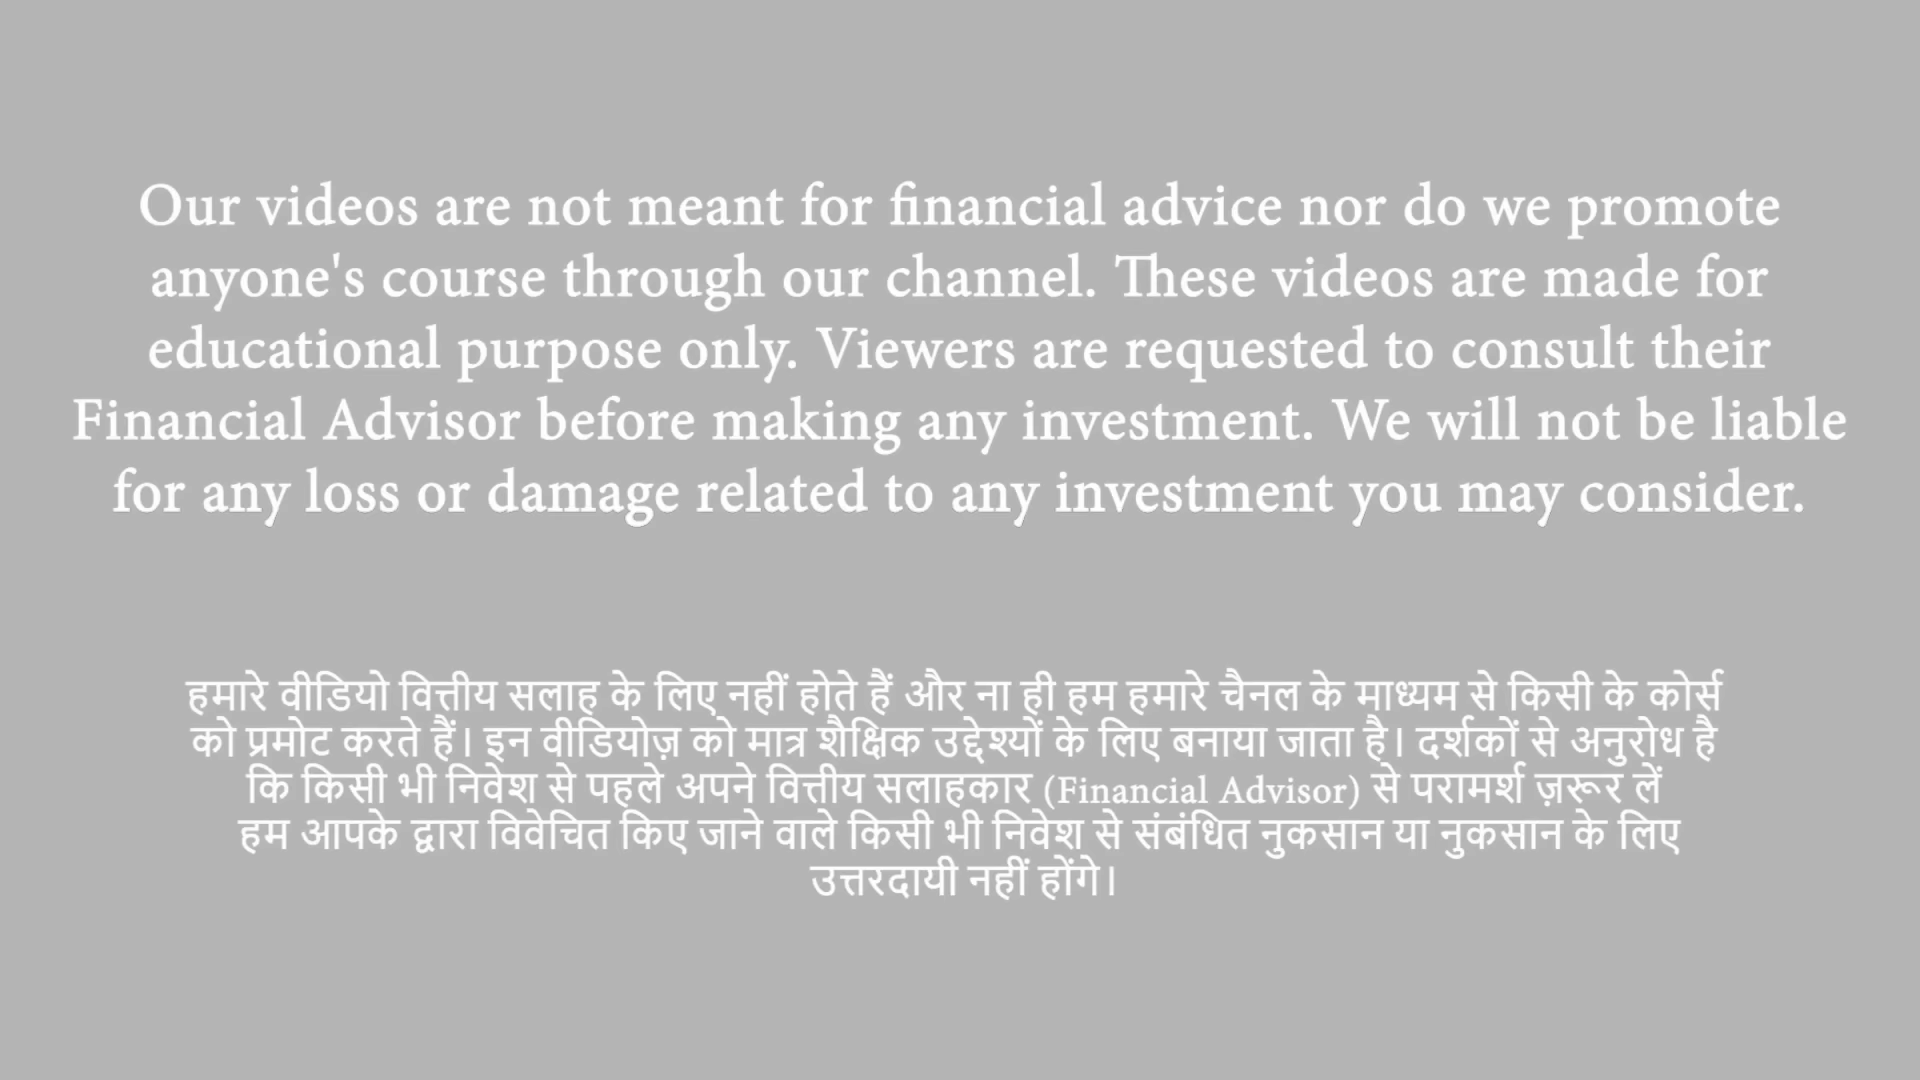 Our videos are not meant for financial advice nor do we promote
anyone's course through our channel. These videos are made for
educational purpose only. Viewers are requested to consult their
Financial Advisor before making any investment. We will not be liable
for any loss or damage related to any investment you may consider.
हमारे वीडियो वित्तीय सलाह के लिए नहीं होते हैं और ना ही हम हमारे चैनल के माध्यम से किसी के कोर्स
को प्रमोट करते हैं। इन वीडियोज़ को मात्र शैक्षिक उद्देश्यों के लिए बनाया जाता है। दर्शकों से अनुरोध है
कि किसी भी निवेश से पहले अपने वित्तीय सलाहकार (Financial Advisor) से परामर्श ज़रूर लें
हम आपके द्वारा विवेचित किए जाने वाले किसी भी निवेश से संबंधित नुकसान या नुकसान के लिए
उत्तरदायी नहीं होंगे।